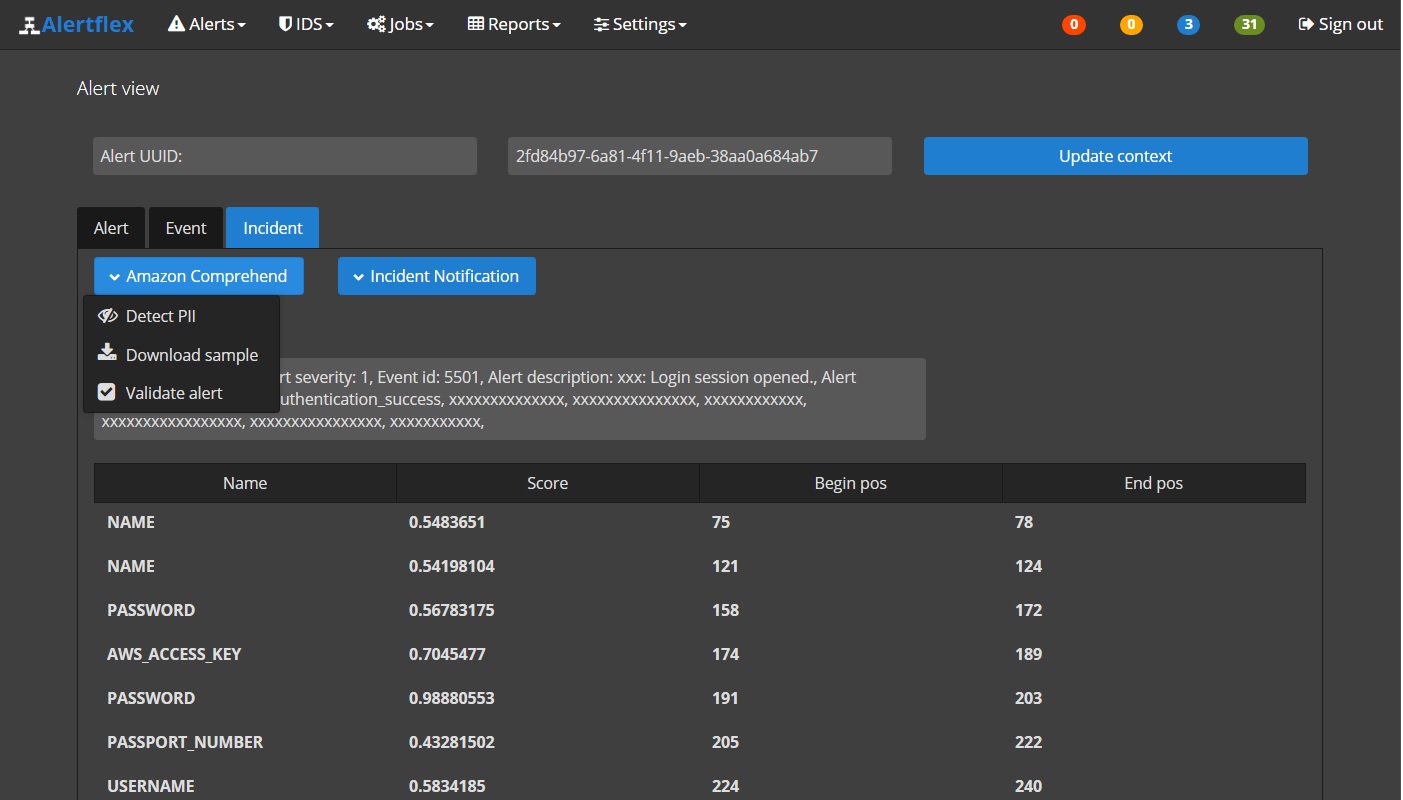 Alertflex Alerts IDS Jobs Reports Settings 0 0 3 31 Sign out
Alert view
Alert UUID: 2fd84b97-6a81-4f11-9aeb-38aa0a684ab7 Update context
Alert Event Incident
Amazon Comprehend Incident Notification
Detect PII
Download sample
Validate alert
rt severity: 1, Event id: 5501, Alert description: xxx: Login session opened., Alert
uthentication_success, xxxxxxxxxxxxxx, xxxxxxxxxxxxxxx, xxxxxxxxxxxx,
xxxxxxxxxxxxxxxxx, xxxxxxxxxxxxxxxx, xxxxxxxxxxx,
Name Score Begin pos End pos
NAME 0.5483651 75 78
NAME 0.54198104 121 124
PASSWORD 0.56783175 158 172
AWS_ACCESS_KEY 0.7045477 174 189
PASSWORD 0.98880553 191 203
PASSPORT_NUMBER 0.43281502 205 222
USERNAME 0.5834185 224 240